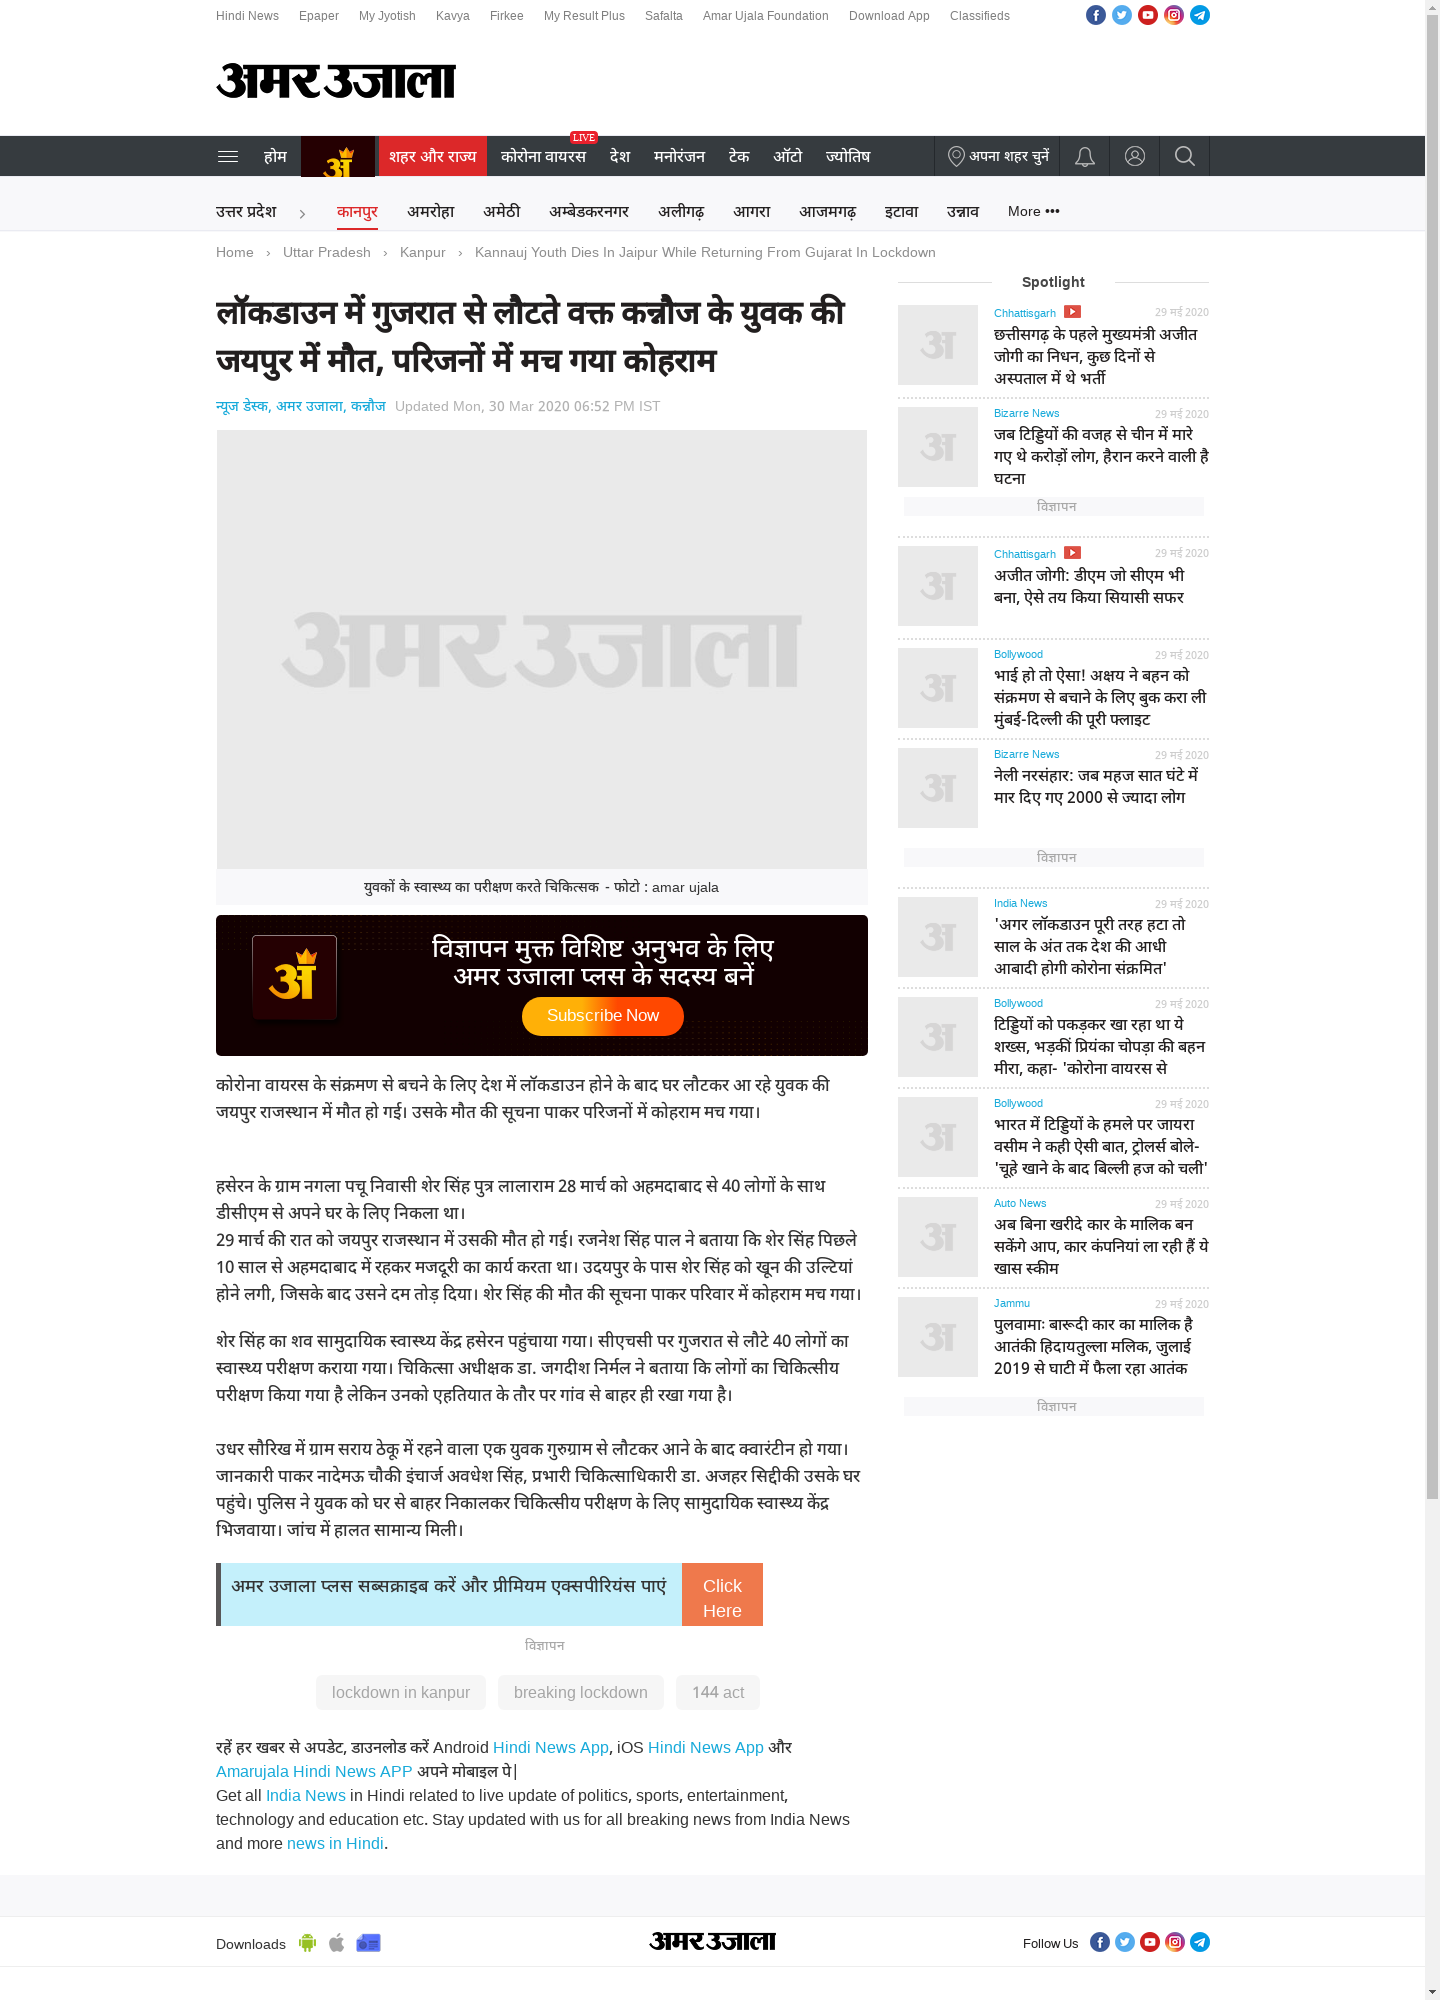 Hindi News Epaper My Jyotish Kavya Firkee My Result Plus Safalta Amar Ujala Foundation Download App Classifieds
अमर उजाला
होम
अ
शहर और राज्य
कोरोना वायरस
LIVE
देश मनोरंजन टेक ऑटो ज्योतिष
अपना शहर चुनें
उत्तर प्रदेश कानपुर अमरोहा अमेठी अम्बेडकरनगर अलीगढ़ आगरा आजमगढ़ इटावा उन्नाव More •••
Home › Uttar Pradesh › Kanpur › Kannauj Youth Dies In Jaipur While Returning From Gujarat In Lockdown
लॉकडाउन में गुजरात से लौटते वक्त कन्नौज के युवक की
जयपुर में मौत, परिजनों में मच गया कोहराम
न्यूज डेस्क, अमर उजाला, कन्नौज Updated Mon, 30 Mar 2020 06:52 PM IST
अमर उजाला
युवकों के स्वास्थ्य का परीक्षण करते चिकित्सक - फोटो : amar ujala
अ
विज्ञापन मुक्त विशिष्ट अनुभव के लिए
अमर उजाला प्लस के सदस्य बनें
Subscribe Now
कोरोना वायरस के संक्रमण से बचने के लिए देश में लॉकडाउन होने के बाद घर लौटकर आ रहे युवक की
जयपुर राजस्थान में मौत हो गई। उसके मौत की सूचना पाकर परिजनों में कोहराम मच गया।
हसेरन के ग्राम नगला पचू निवासी शेर सिंह पुत्र लालाराम 28 मार्च को अहमदाबाद से 40 लोगों के साथ
डीसीएम से अपने घर के लिए निकला था।
29 मार्च की रात को जयपुर राजस्थान में उसकी मौत हो गई। रजनेश सिंह पाल ने बताया कि शेर सिंह पिछले
10 साल से अहमदाबाद में रहकर मजदूरी का कार्य करता था। उदयपुर के पास शेर सिंह को खून की उल्टियां
होने लगी, जिसके बाद उसने दम तोड़ दिया। शेर सिंह की मौत की सूचना पाकर परिवार में कोहराम मच गया।
शेर सिंह का शव सामुदायिक स्वास्थ्य केंद्र हसेरन पहुंचाया गया। सीएचसी पर गुजरात से लौटे 40 लोगों का
स्वास्थ्य परीक्षण कराया गया। चिकित्सा अधीक्षक डा. जगदीश निर्मल ने बताया कि लोगों का चिकित्सीय
परीक्षण किया गया है लेकिन उनको एहतियात के तौर पर गांव से बाहर ही रखा गया है।
उधर सौरिख में ग्राम सराय ठेकू में रहने वाला एक युवक गुरुग्राम से लौटकर आने के बाद क्वारंटीन हो गया।
जानकारी पाकर नादेमऊ चौकी इंचार्ज अवधेश सिंह, प्रभारी चिकित्साधिकारी डा. अजहर सिद्दीकी उसके घर
पहुंचे। पुलिस ने युवक को घर से बाहर निकालकर चिकित्सीय परीक्षण के लिए सामुदायिक स्वास्थ्य केंद्र
भिजवाया। जांच में हालत सामान्य मिली।
अमर उजाला प्लस सब्सक्राइब करें और प्रीमियम एक्सपीरियंस पाएं
Click
Here
विज्ञापन
lockdown in kanpur breaking lockdown 144 act
रहें हर खबर से अपडेट, डाउनलोड करें Android Hindi News App, iOS Hindi News App और
Amarujala Hindi News APP अपने मोबाइल पे|
Get all India News in Hindi related to live update of politics, sports, entertainment,
technology and education etc. Stay updated with us for all breaking news from India News
and more news in Hindi.
Spotlight
अ
Chhattisgarh 29 मई 2020
छत्तीसगढ़ के पहले मुख्यमंत्री अजीत
जोगी का निधन, कुछ दिनों से
अस्पताल में थे भर्ती
अ
Bizarre News 29 मई 2020
जब टिड्डियों की वजह से चीन में मारे
गए थे करोड़ों लोग, हैरान करने वाली है
घटना
विज्ञापन
अ
Chhattisgarh 29 मई 2020
अजीत जोगी: डीएम जो सीएम भी
बना, ऐसे तय किया सियासी सफर
अ
Bollywood 29 मई 2020
भाई हो तो ऐसा! अक्षय ने बहन को
संक्रमण से बचाने के लिए बुक करा ली
मुंबई-दिल्ली की पूरी फ्लाइट
अ
Bizarre News 29 मई 2020
नेली नरसंहार: जब महज सात घंटे में
मार दिए गए 2000 से ज्यादा लोग
विज्ञापन
अ
India News 29 मई 2020
'अगर लॉकडाउन पूरी तरह हटा तो
साल के अंत तक देश की आधी
आबादी होगी कोरोना संक्रमित'
अ
Bollywood 29 मई 2020
टिड्डियों को पकड़कर खा रहा था ये
शख्स, भड़कीं प्रियंका चोपड़ा की बहन
मीरा, कहा- 'कोरोना वायरस से
अ
Bollywood 29 मई 2020
भारत में टिड्डियों के हमले पर जायरा
वसीम ने कही ऐसी बात, ट्रोलर्स बोले-
'चूहे खाने के बाद बिल्ली हज को चली'
अ
Auto News 29 मई 2020
अब बिना खरीदे कार के मालिक बन
सकेंगे आप, कार कंपनियां ला रही हैं ये
खास स्कीम
अ
Jammu 29 मई 2020
पुलवामाः बारूदी कार का मालिक है
आतंकी हिदायतुल्ला मलिक, जुलाई
2019 से घाटी में फैला रहा आतंक
विज्ञापन
Downloads
अमर उजाला
Follow Us